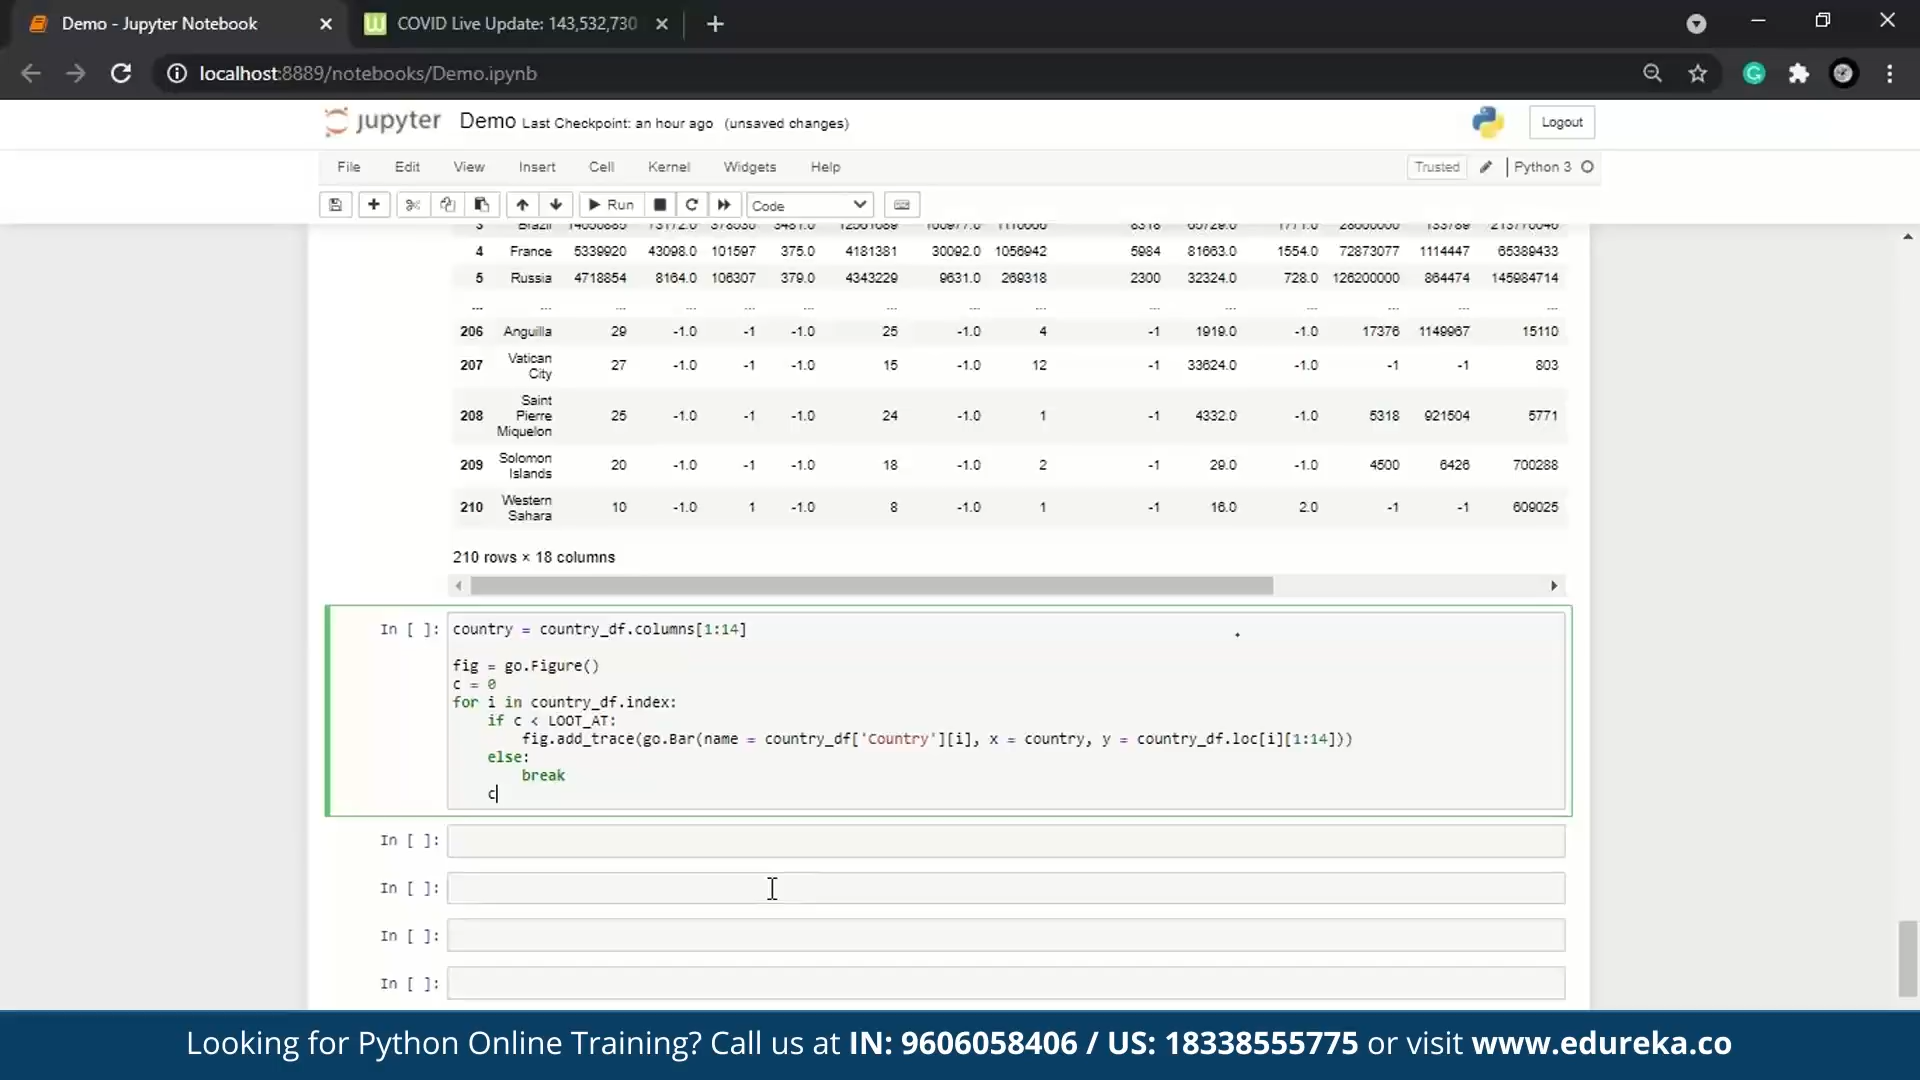 Demo - Jupyter Notebook
COVID Live Update: 143,532,730
localhost:8889/notebooks/Demo.ipynb
jupyter Demo Last Checkpoint: an hour ago (unsaved changes)
Logout
File Edit View Insert Cell Kernel Widgets Help
Trusted Python 3
Run Code
4 France 5339920 43098.0 101597 375.0 4181381 30092.0 1056942 5984 81663.0 1554.0 72873077 1114447 65389433
5 Russia 4718854 8164.0 106307 379.0 4343229 9631.0 269318 2300 32324.0 728.0 126200000 864474 145984714
... ... ... ... ... ... ... ... ... ... ... ... ... ... ...
206 Anguilla 29 -1.0 -1 -1.0 25 -1.0 4 -1 1919.0 -1.0 17376 1149967 15110
207 Vatican City 27 -1.0 -1 -1.0 15 -1.0 12 -1 33624.0 -1.0 -1 -1 803
208 Saint Pierre Miquelon 25 -1.0 -1 -1.0 24 -1.0 1 -1 4332.0 -1.0 5318 921504 5771
209 Solomon Islands 20 -1.0 -1 -1.0 18 -1.0 2 -1 29.0 -1.0 4500 6426 700288
210 Western Sahara 10 -1.0 1 -1.0 8 -1.0 1 -1 16.0 2.0 -1 -1 609025
210 rows × 18 columns
In [ ]: country = country_df.columns[1:14]
fig = go.Figure()
c = 0
for i in country_df.index:
    if c < LOOT_AT:
        fig.add_trace(go.Bar(name = country_df['Country'][i], x = country, y = country_df.loc[i][1:14]))
    else:
        break
    c
In [ ]:
In [ ]:
In [ ]:
In [ ]:
Looking for Python Online Training? Call us at IN: 9606058406 / US: 18338555775 or visit www.edureka.co